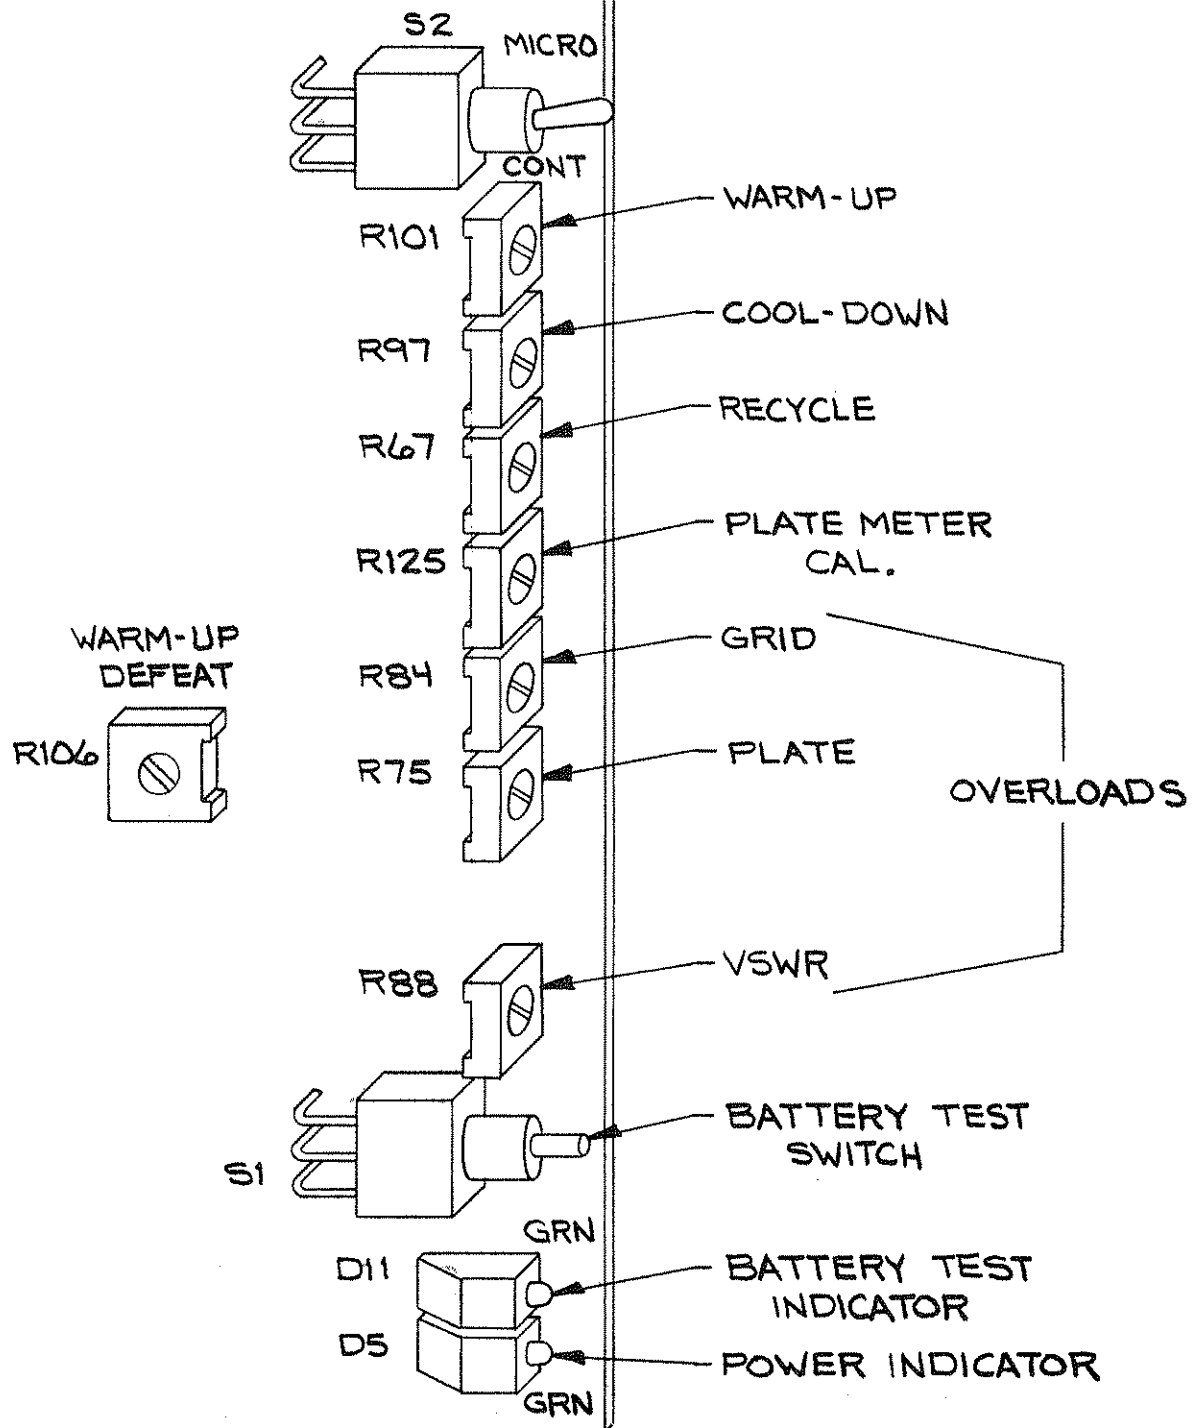 S2
MICRO
CONT
WARM-UP
R101
COOL-DOWN
R97
RECYCLE
R67
PLATE METER
CAL.
R125
WARM-UP
DEFEAT
R106
GRID
R84
PLATE
R75
OVERLOADS
VSWR
R88
BATTERY TEST
SWITCH
S1
GRN
D11
BATTERY TEST
INDICATOR
D5
POWER INDICATOR
GRN